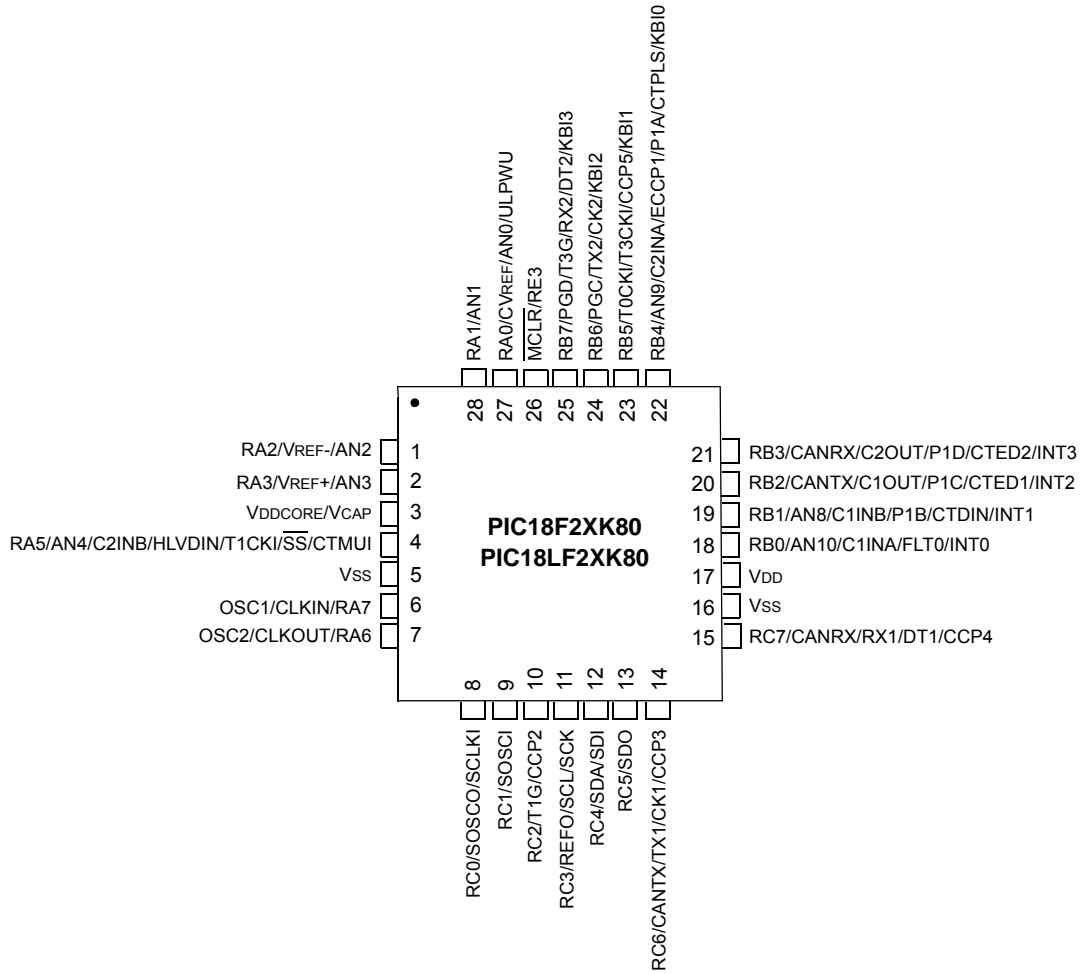 RA1/AN1
RA0/CVREF/AN0/ULPWU
MCLR/RE3
RB7/PGD/T3G/RX2/DT2/KBI3
RB6/PGC/TX2/CK2/KBI2
RB5/T0CKI/T3CKI/CCP5/KBI1
RB4/AN9/C2INA/ECCP1/P1A/CTPLS/KBI0
28
27
26
25
24
23
22
RA2/VREF-/AN2 1
RA3/VREF+/AN3 2
VDDCORE/VCAP 3
RA5/AN4/C2INB/HLVDIN/T1CKI/SS/CTMUI 4
VSS 5
OSC1/CLKIN/RA7 6
OSC2/CLKOUT/RA6 7
PIC18F2XK80
PIC18LF2XK80
21 RB3/CANRX/C2OUT/P1D/CTED2/INT3
20 RB2/CANTX/C1OUT/P1C/CTED1/INT2
19 RB1/AN8/C1INB/P1B/CTDIN/INT1
18 RB0/AN10/C1INA/FLT0/INT0
17 VDD
16 VSS
15 RC7/CANRX/RX1/DT1/CCP4
8
9
10
11
12
13
14
RC0/SOSCO/SCLKI
RC1/SOSCI
RC2/T1G/CCP2
RC3/REFO/SCL/SCK
RC4/SDA/SDI
RC5/SDO
RC6/CANTX/TX1/CK1/CCP3